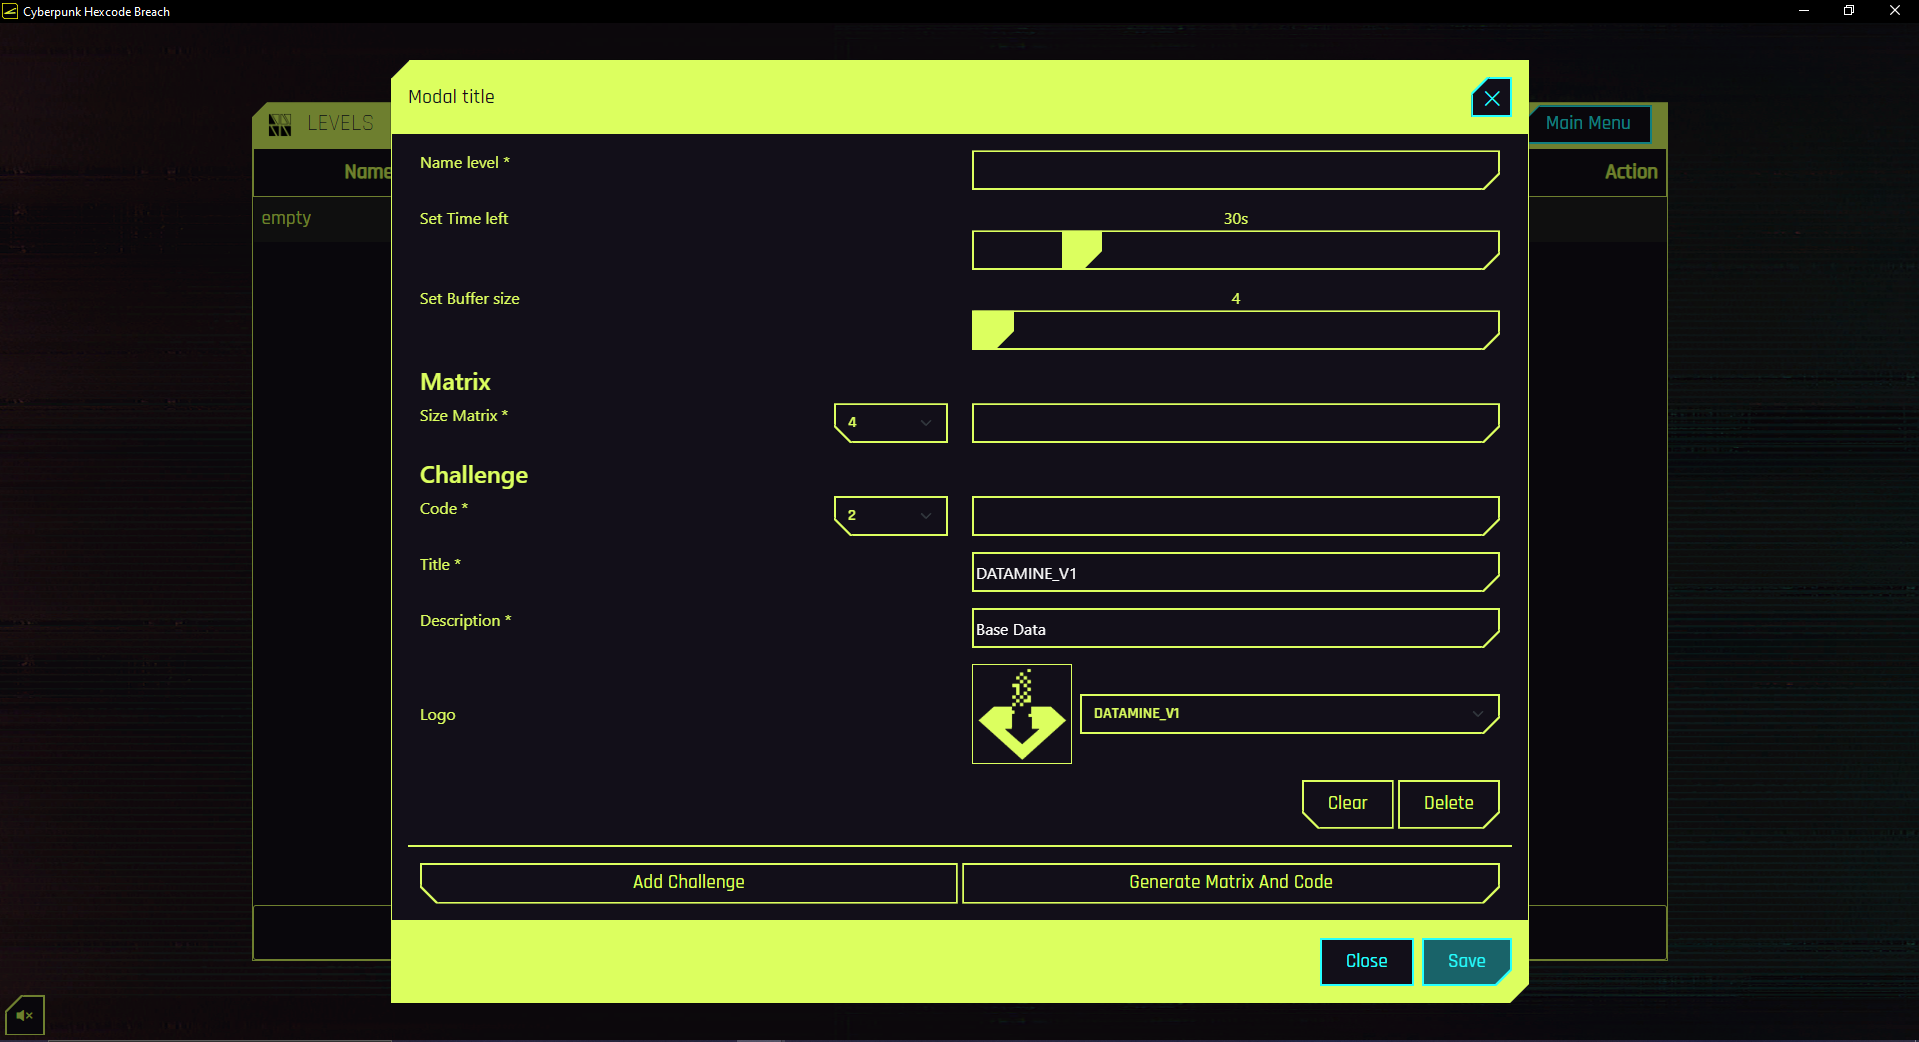 Cyberpunk Hexcode Breach
Modal title
LEVELS
Main Menu
Name
Action
empty
Name level *
Set Time left
30s
Set Buffer size
4
Matrix
Size Matrix *
4
Challenge
Code *
2
Title *
DATAMINE_V1
Description *
Base Data
Logo
DATAMINE_V1
Clear
Delete
Add Challenge
Generate Matrix And Code
Close
Save